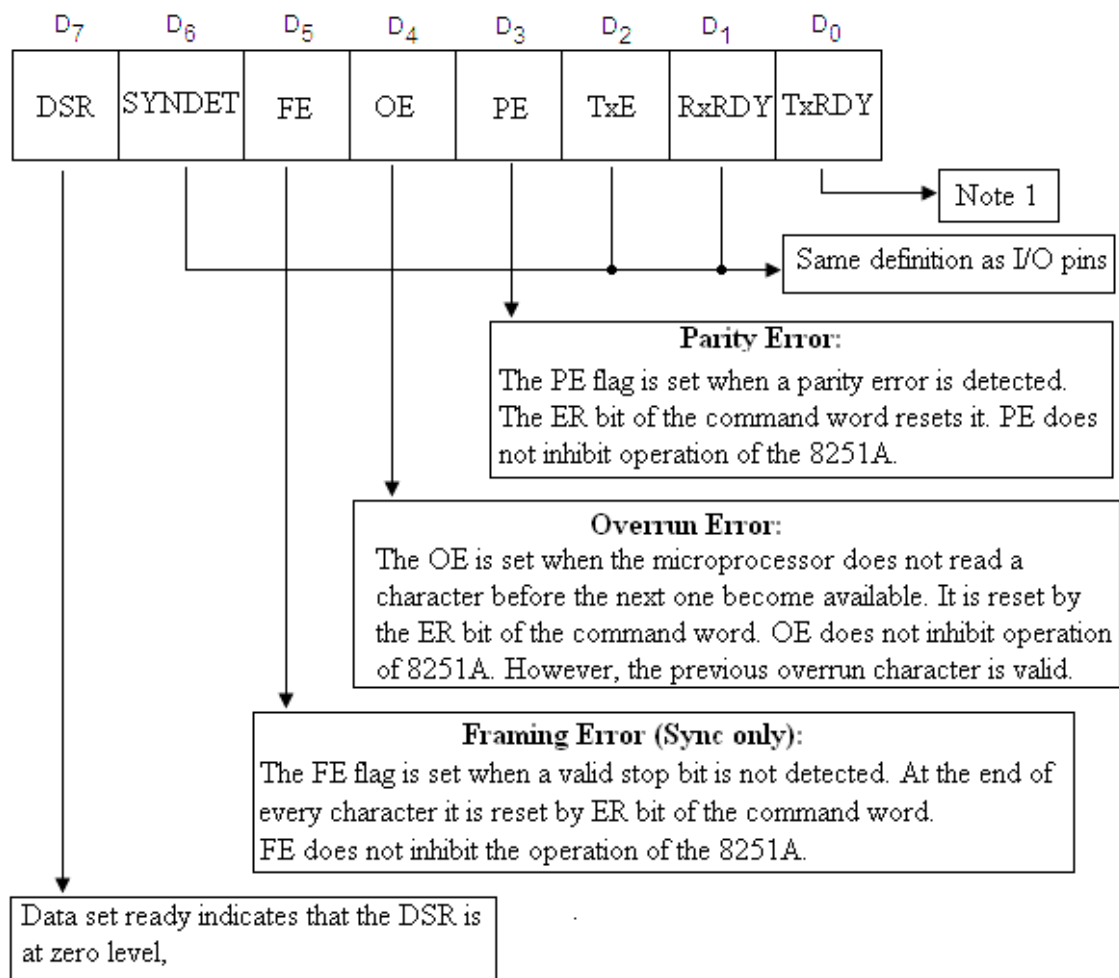 D7 D6 D5 D4 D3 D2 D1 D0
DSR SYNDET FE OE PE TxE RxRDY TxRDY
Note 1
Same definition as I/O pins
Parity Error:
The PE flag is set when a parity error is detected.
The ER bit of the command word resets it. PE does
not inhibit operation of the 8251A.
Overrun Error:
The OE is set when the microprocessor does not read a
character before the next one become available. It is reset by
the ER bit of the command word. OE does not inhibit operation
of 8251A. However, the previous overrun character is valid.
Framing Error (Sync only):
The FE flag is set when a valid stop bit is not detected. At the end of
every character it is reset by ER bit of the command word.
FE does not inhibit the operation of the 8251A.
Data set ready indicates that the DSR is
at zero level,